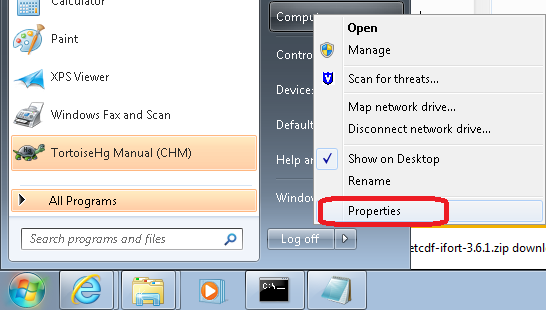 Calculator
Paint
XPS Viewer
Windows Fax and Scan
TortoiseHg Manual (CHM)
All Programs
Search programs and files
Compu
Contro
Device
Default
Help an
Window
Log off
Open
Manage
Scan for threats...
Map network drive...
Disconnect network drive...
Show on Desktop
Rename
Properties
etcdf-ifort-3.6.1.zip downl
C:\.